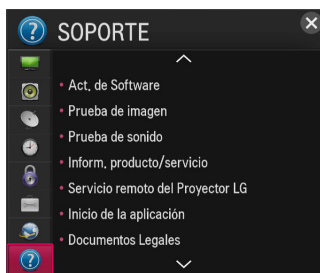 SOPORTE
Act. de Software
Prueba de imagen
Prueba de sonido
Inform. producto/servicio
Servicio remoto del Proyector LG
Inicio de la aplicación
Documentos Legales